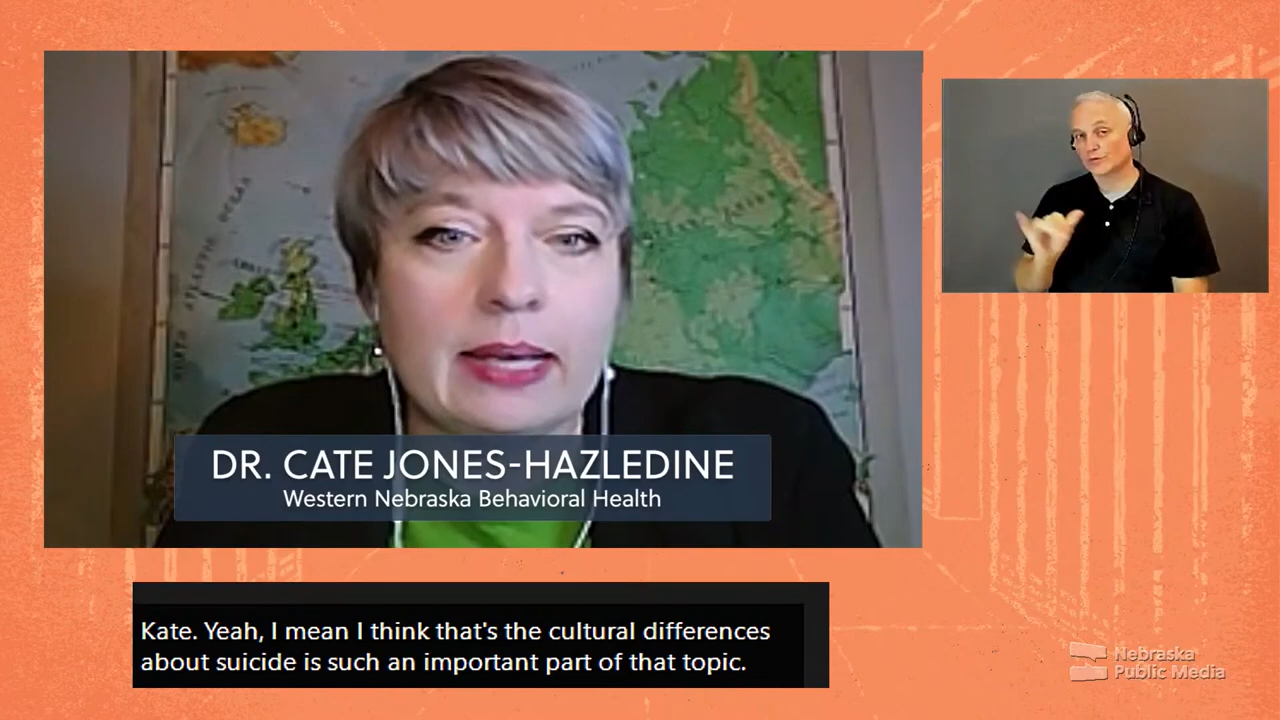 DR. CATE JONES-HAZLEDINE
Western Nebraska Behavioral Health
Kate. Yeah, I mean I think that's the cultural differences
about suicide is such an important part of that topic.
Nebraska
Public Media